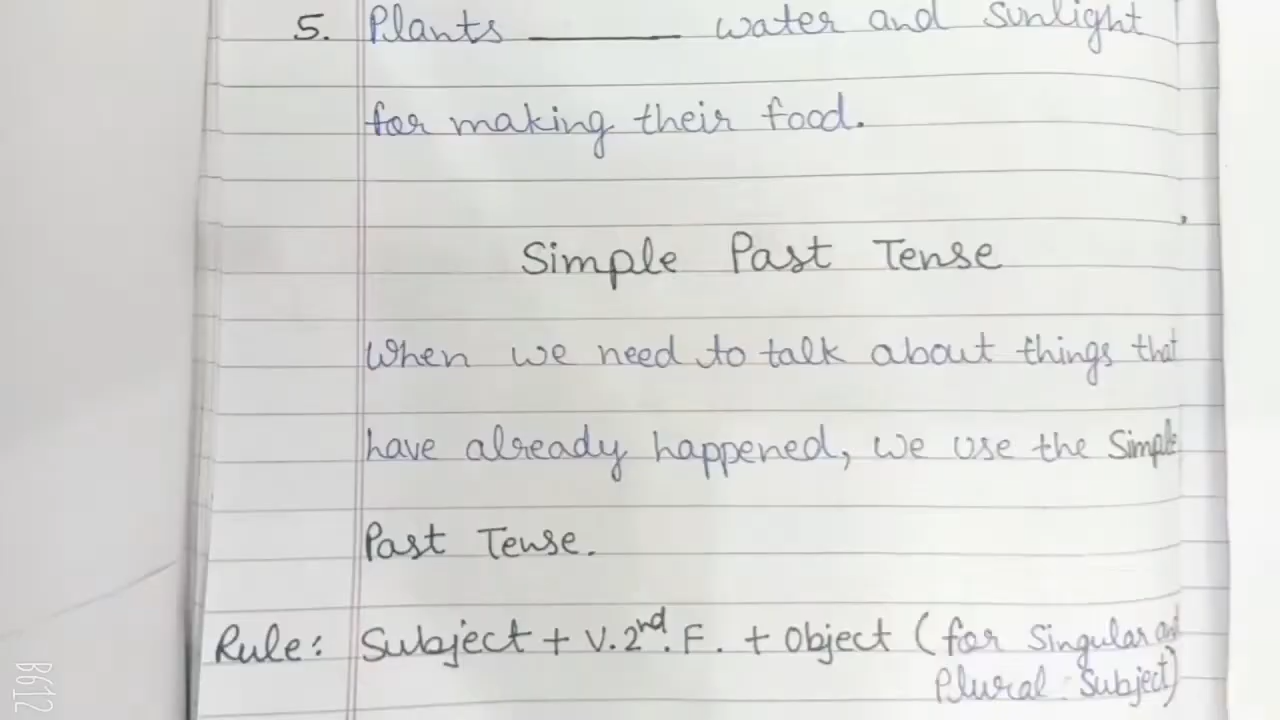 5. Plants ______ water and Sunlight
for making their food.
Simple Past Tense
When we need to talk about things that
have already happened, we use the Simple
Past Tense.
Rule: Subject + V.2nd.F. + Object (for Singular and
Plural Subject)
B612